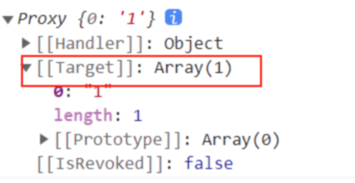 ▼Proxy {0: '1'} i
▶[[Handler]]: Object
▼[[Target]]: Array(1)
0: "1"
length: 1
▶[[Prototype]]: Array(0)
[[IsRevoked]]: false